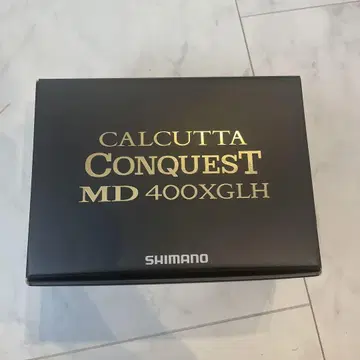 CALCUTTA
CONQUEST
MD 400XGLH
SHIMANO